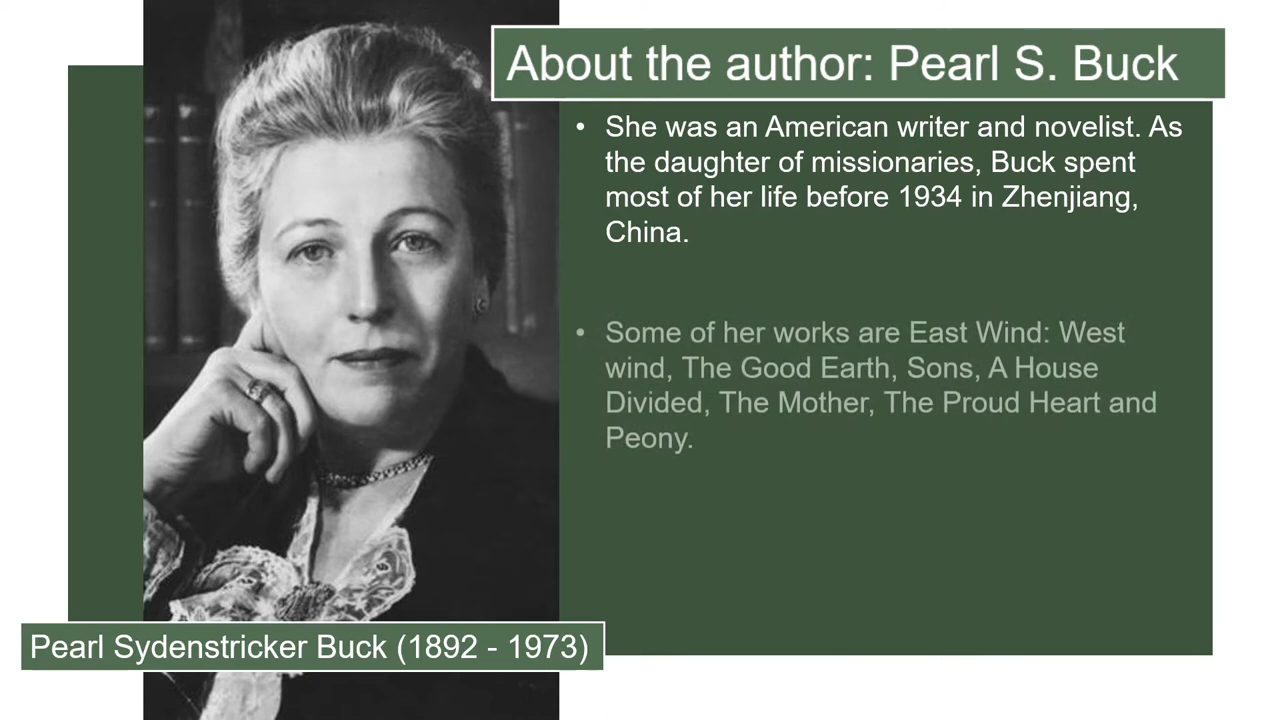 About the author: Pearl S. Buck
• She was an American writer and novelist. As
the daughter of missionaries, Buck spent
most of her life before 1934 in Zhenjiang,
China.
• Some of her works are East Wind: West
wind, The Good Earth, Sons, A House
Divided, The Mother, The Proud Heart and
Peony.
Pearl Sydenstricker Buck (1892 - 1973)